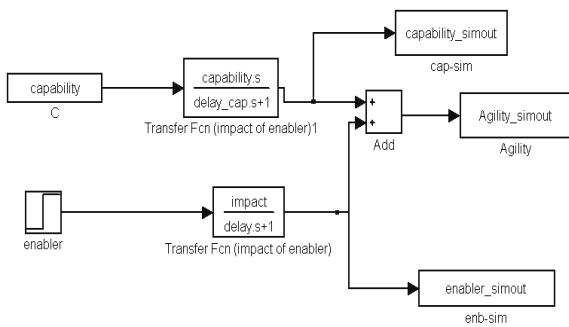 capability_simout
cap-sim
capability
C
capability.s
delay_cap.s+1
Transfer Fcn (impact of enabler)1
+
+
Add
Agility_simout
Agility
enabler
impact
delay.s+1
Transfer Fcn (impact of enabler)
enabler_simout
enb-sim